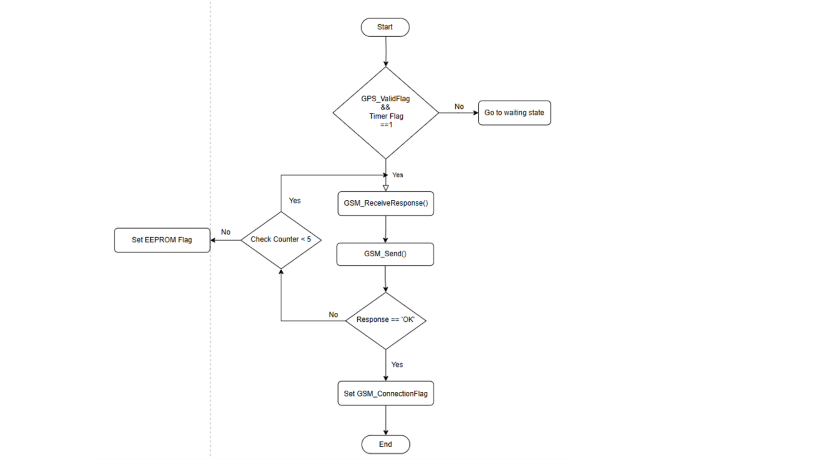 Start
GPS_ValidFlag
&&
Timer Flag
==1
No
Go to waiting state
Yes
Yes
GSM_ReceiveResponse()
No
Set EEPROM Flag
Check Counter < 5
GSM_Send()
No
Response == 'OK'
Yes
Set GSM_ConnectionFlag
End